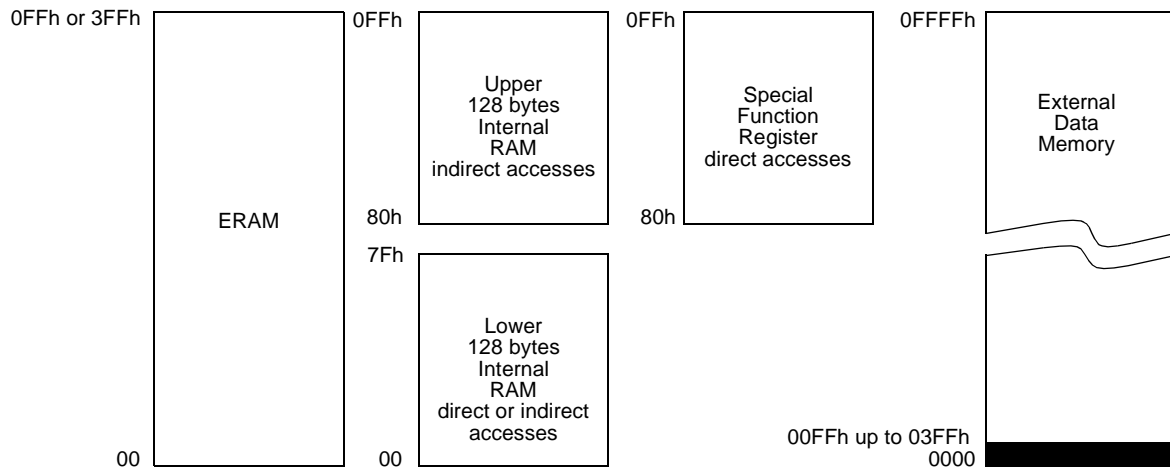 0FFh or 3FFh
ERAM
00
0FFh
Upper
128 bytes
Internal
RAM
indirect accesses
80h
7Fh
Lower
128 bytes
Internal
RAM
direct or indirect
accesses
00
0FFh
Special
Function
Register
direct accesses
80h
0FFFFh
External
Data
Memory
00FFh up to 03FFh
0000